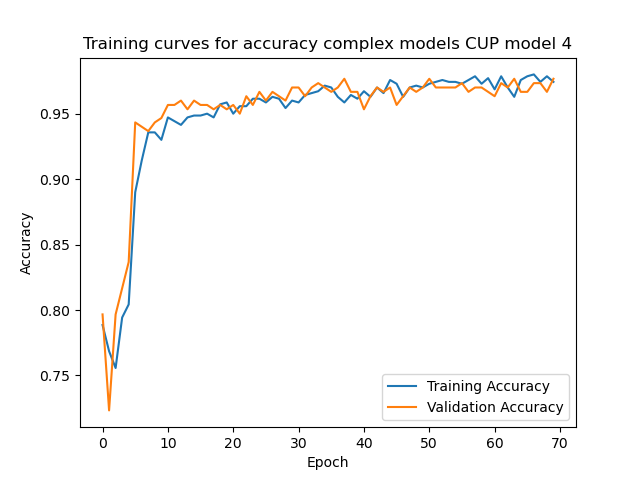 Training curves for accuracy complex models CUP model 4
Accuracy
0.95
0.90
0.85
0.80
0.75
0 10 20 30 40 50 60 70
Epoch
Training Accuracy
Validation Accuracy